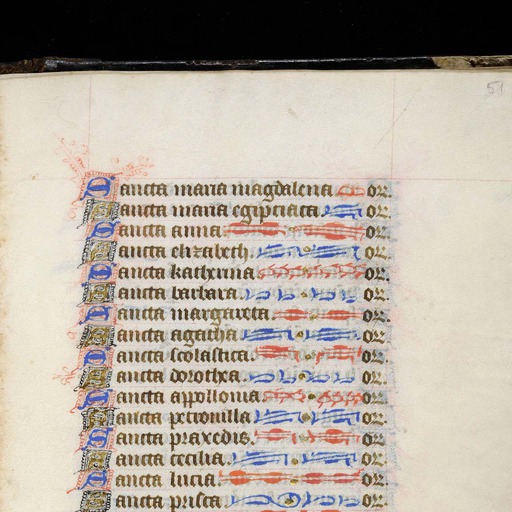 51
Sancta maria magdalena or.
Sancta maria egipciaca or.
Sancta anna or.
Sancta elizabeth or.
Sancta katherina or.
Sancta barbara or.
Sancta margareta or.
Sancta agatha or.
Sancta scolastica or.
Sancta dorothea or.
Sancta appollonia or.
Sancta petronilla or.
Sancta praxedis or.
Sancta cecilia or.
Sancta lucia or.
Sancta prisca or.